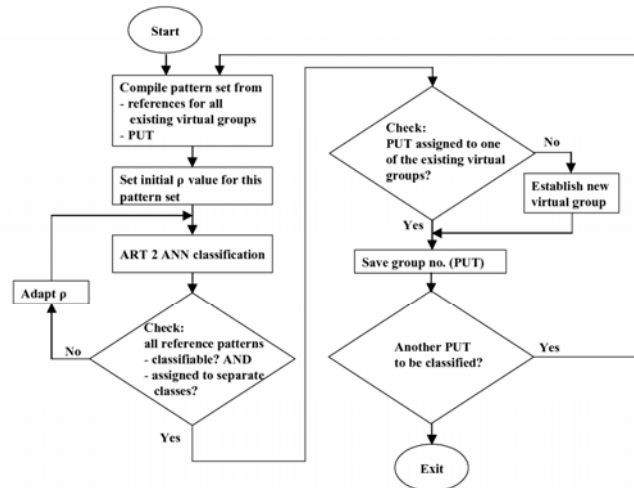 Start
Compile pattern set from
- references for all
existing virtual groups
- PUT
Set initial ρ value for this
pattern set
ART 2 ANN classification
Adapt ρ
Check:
all reference patterns
- classifiable? AND
- assigned to separate
classes?
No
Yes
Check:
PUT assigned to one
of the existing virtual
groups?
No
Establish new
virtual group
Yes
Save group no. (PUT)
Another PUT
to be classified?
Yes
Exit